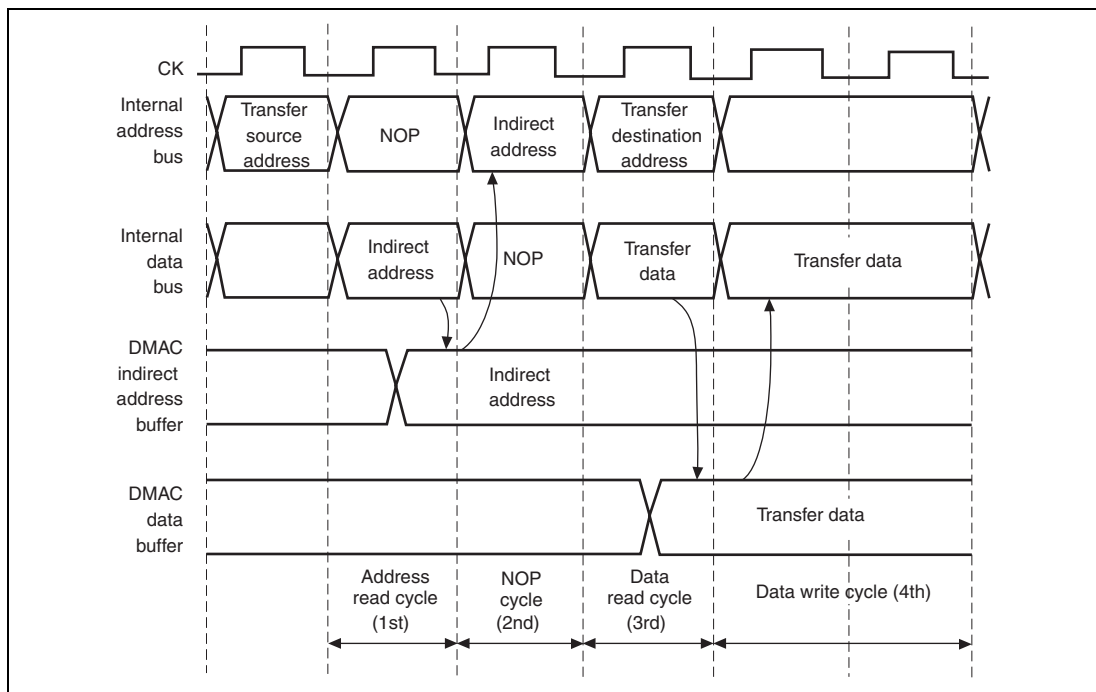 CK
Internal
address
bus
Transfer
source
address
NOP
Indirect
address
Transfer
destination
address
Internal
data
bus
Indirect
address
NOP
Transfer
data
Transfer data
DMAC
indirect
address
buffer
Indirect
address
DMAC
data
buffer
Transfer data
Address
read cycle
(1st)
NOP
cycle
(2nd)
Data
read cycle
(3rd)
Data write cycle (4th)